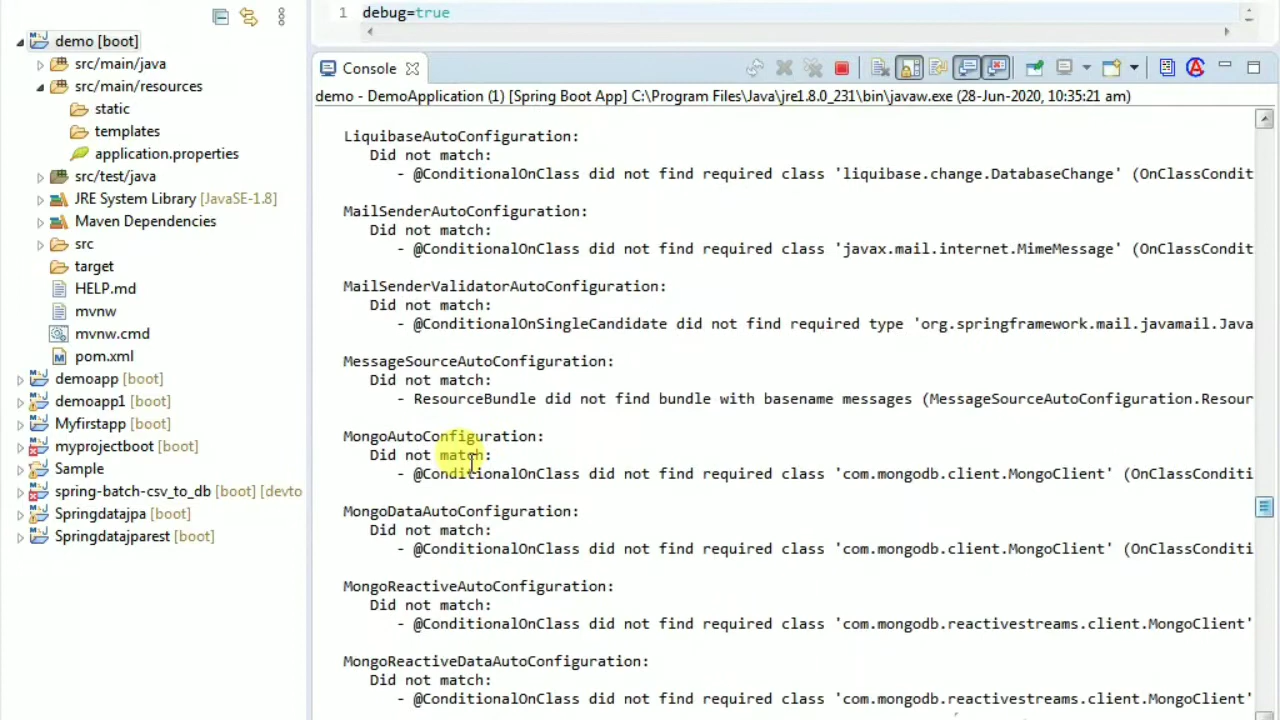 demo [boot]
src/main/java
src/main/resources
static
templates
application.properties
src/test/java
JRE System Library [JavaSE-1.8]
Maven Dependencies
src
target
HELP.md
mvnw
mvnw.cmd
pom.xml
demoapp [boot]
demoapp1 [boot]
Myfirstapp [boot]
myprojectboot [boot]
Sample
spring-batch-csv_to_db [boot] [devto
Springdatajpa [boot]
Springdatajparest [boot]
1 debug=true
Console
demo - DemoApplication (1) [Spring Boot App] C:\Program Files\Java\jre1.8.0_231\bin\javaw.exe (28-Jun-2020, 10:35:21 am)
LiquibaseAutoConfiguration:
Did not match:
- @ConditionalOnClass did not find required class 'liquibase.change.DatabaseChange' (OnClassCondit
MailSenderAutoConfiguration:
Did not match:
- @ConditionalOnClass did not find required class 'javax.mail.internet.MimeMessage' (OnClassCondit
MailSenderValidatorAutoConfiguration:
Did not match:
- @ConditionalOnSingleCandidate did not find required type 'org.springframework.mail.javamail.Java
MessageSourceAutoConfiguration:
Did not match:
- ResourceBundle did not find bundle with basename messages (MessageSourceAutoConfiguration.Resour
MongoAutoConfiguration:
Did not match:
- @ConditionalOnClass did not find required class 'com.mongodb.client.MongoClient' (OnClassConditi
MongoDataAutoConfiguration:
Did not match:
- @ConditionalOnClass did not find required class 'com.mongodb.client.MongoClient' (OnClassConditi
MongoReactiveAutoConfiguration:
Did not match:
- @ConditionalOnClass did not find required class 'com.mongodb.reactivestreams.client.MongoClient'
MongoReactiveDataAutoConfiguration:
Did not match:
- @ConditionalOnClass did not find required class 'com.mongodb.reactivestreams.client.MongoClient'